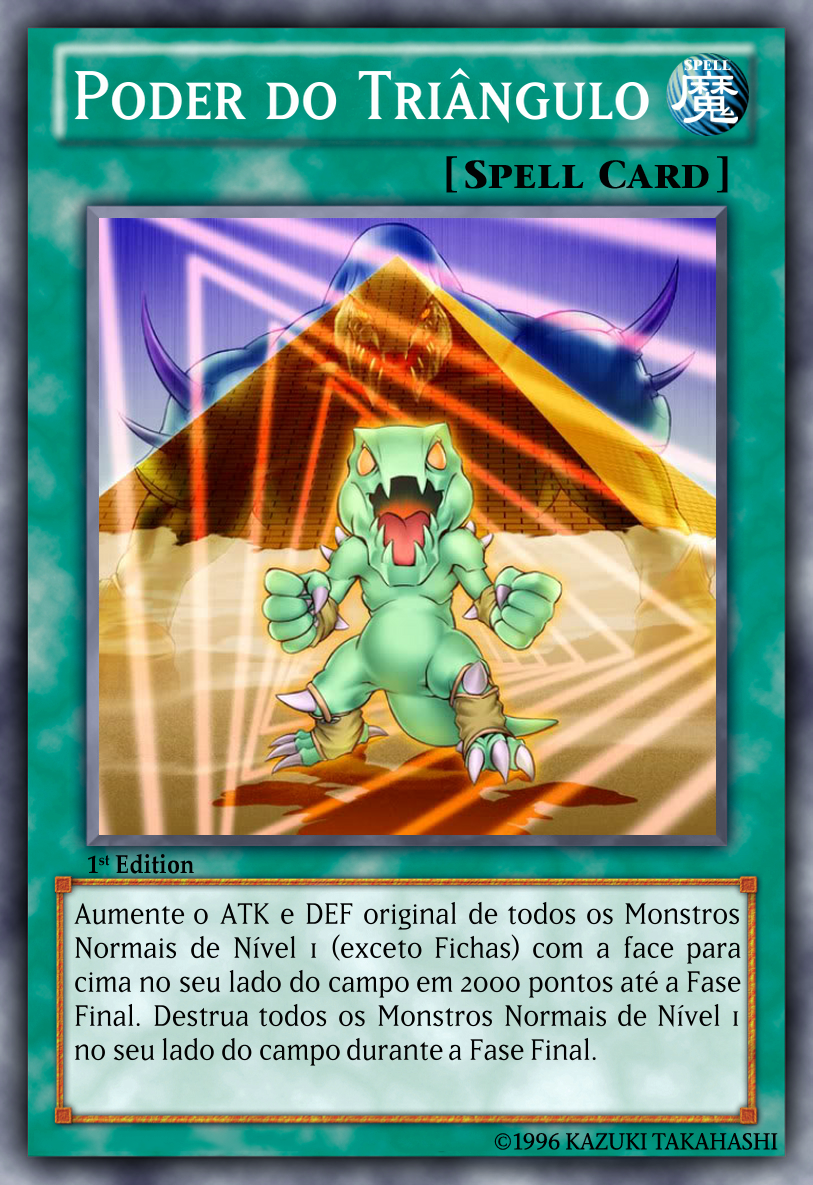 Poder do Triângulo
SPELL
魔
[Spell Card]
1st Edition
Aumente o ATK e DEF original de todos os Monstros
Normais de Nível 1 (exceto Fichas) com a face para
cima no seu lado do campo em 2000 pontos até a Fase
Final. Destrua todos os Monstros Normais de Nível 1
no seu lado do campo durante a Fase Final.
©1996 KAZUKI TAKAHASHI